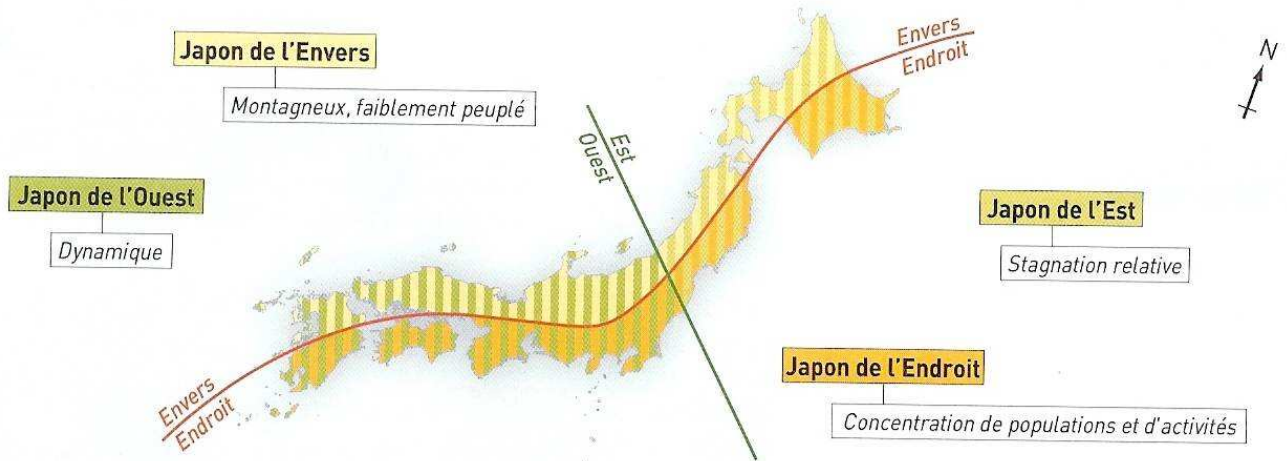 Japon de l'Envers
Montagneux, faiblement peuplé
Envers
Endroit
N
Est
Ouest
Japon de l'Ouest
Dynamique
Japon de l'Est
Stagnation relative
Japon de l'Endroit
Concentration de populations et d'activités
Envers
Endroit